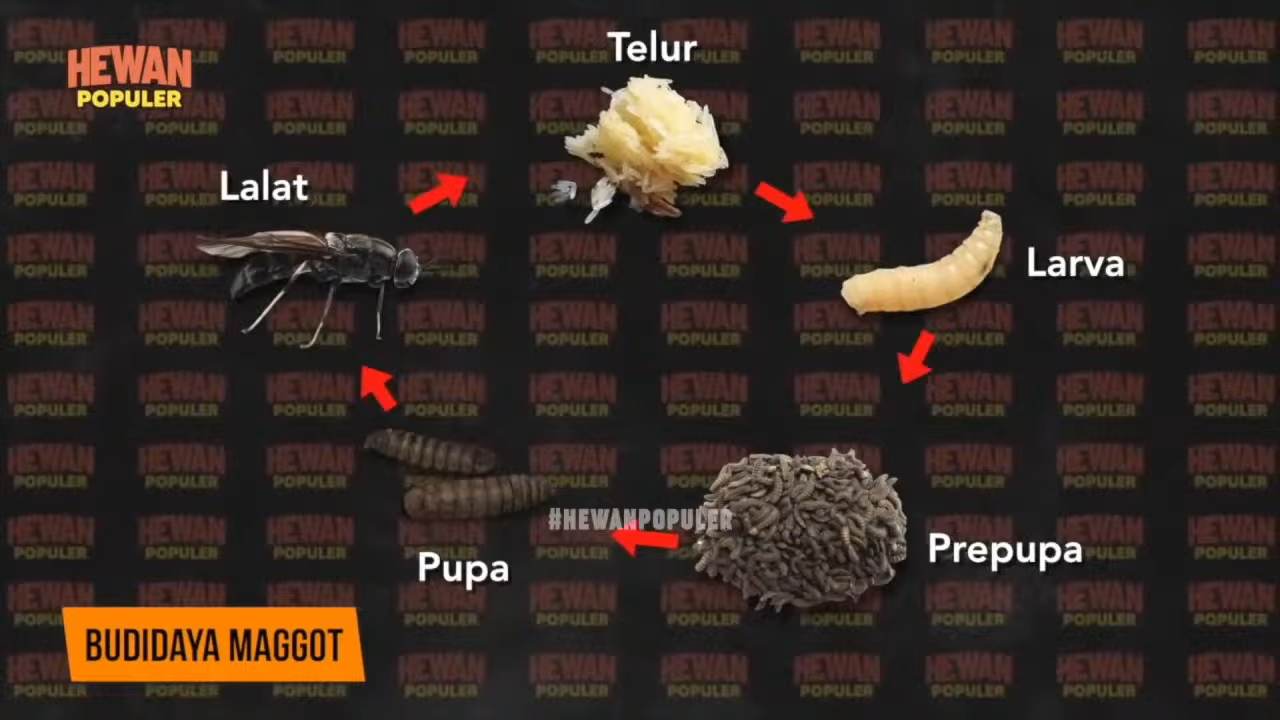 HEWAN
POPULER
Telur
Lalat
Larva
#HEWANPOPULER
Prepupa
Pupa
BUDIDAYA MAGGOT